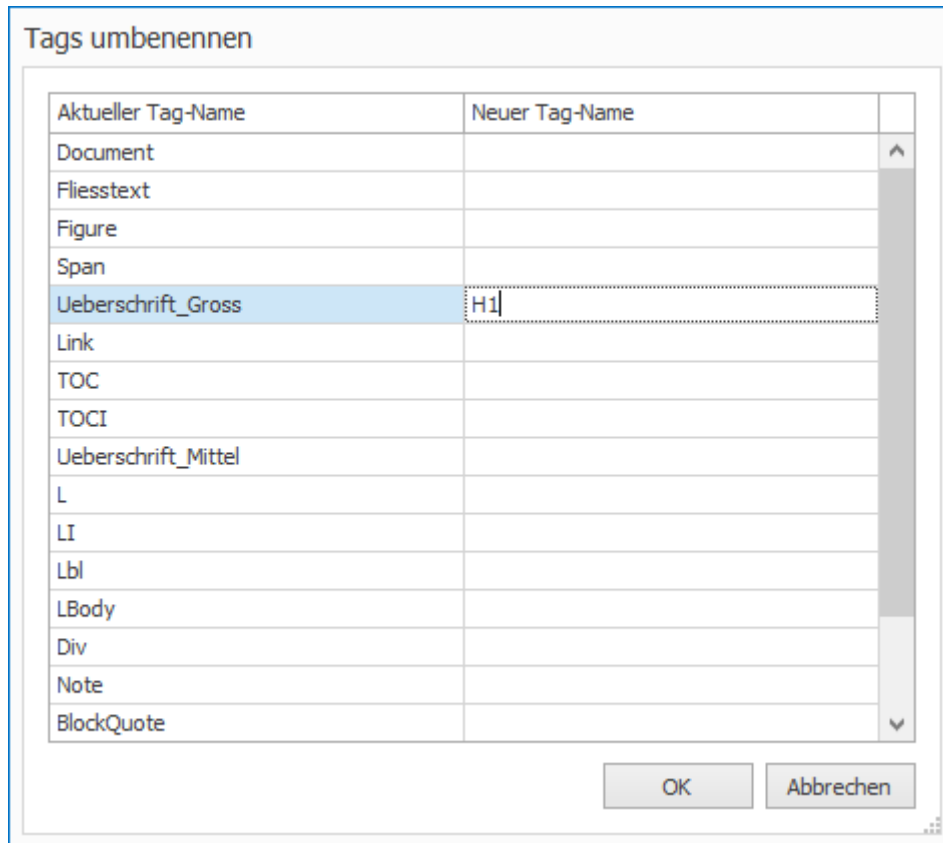 Tags umbenennen
Aktueller Tag-Name Neuer Tag-Name
Document
Fliesstext
Figure
Span
Ueberschrift_Gross H1
Link
TOC
TOCI
Ueberschrift_Mittel
L
LI
Lbl
LBody
Div
Note
BlockQuote
OK Abbrechen